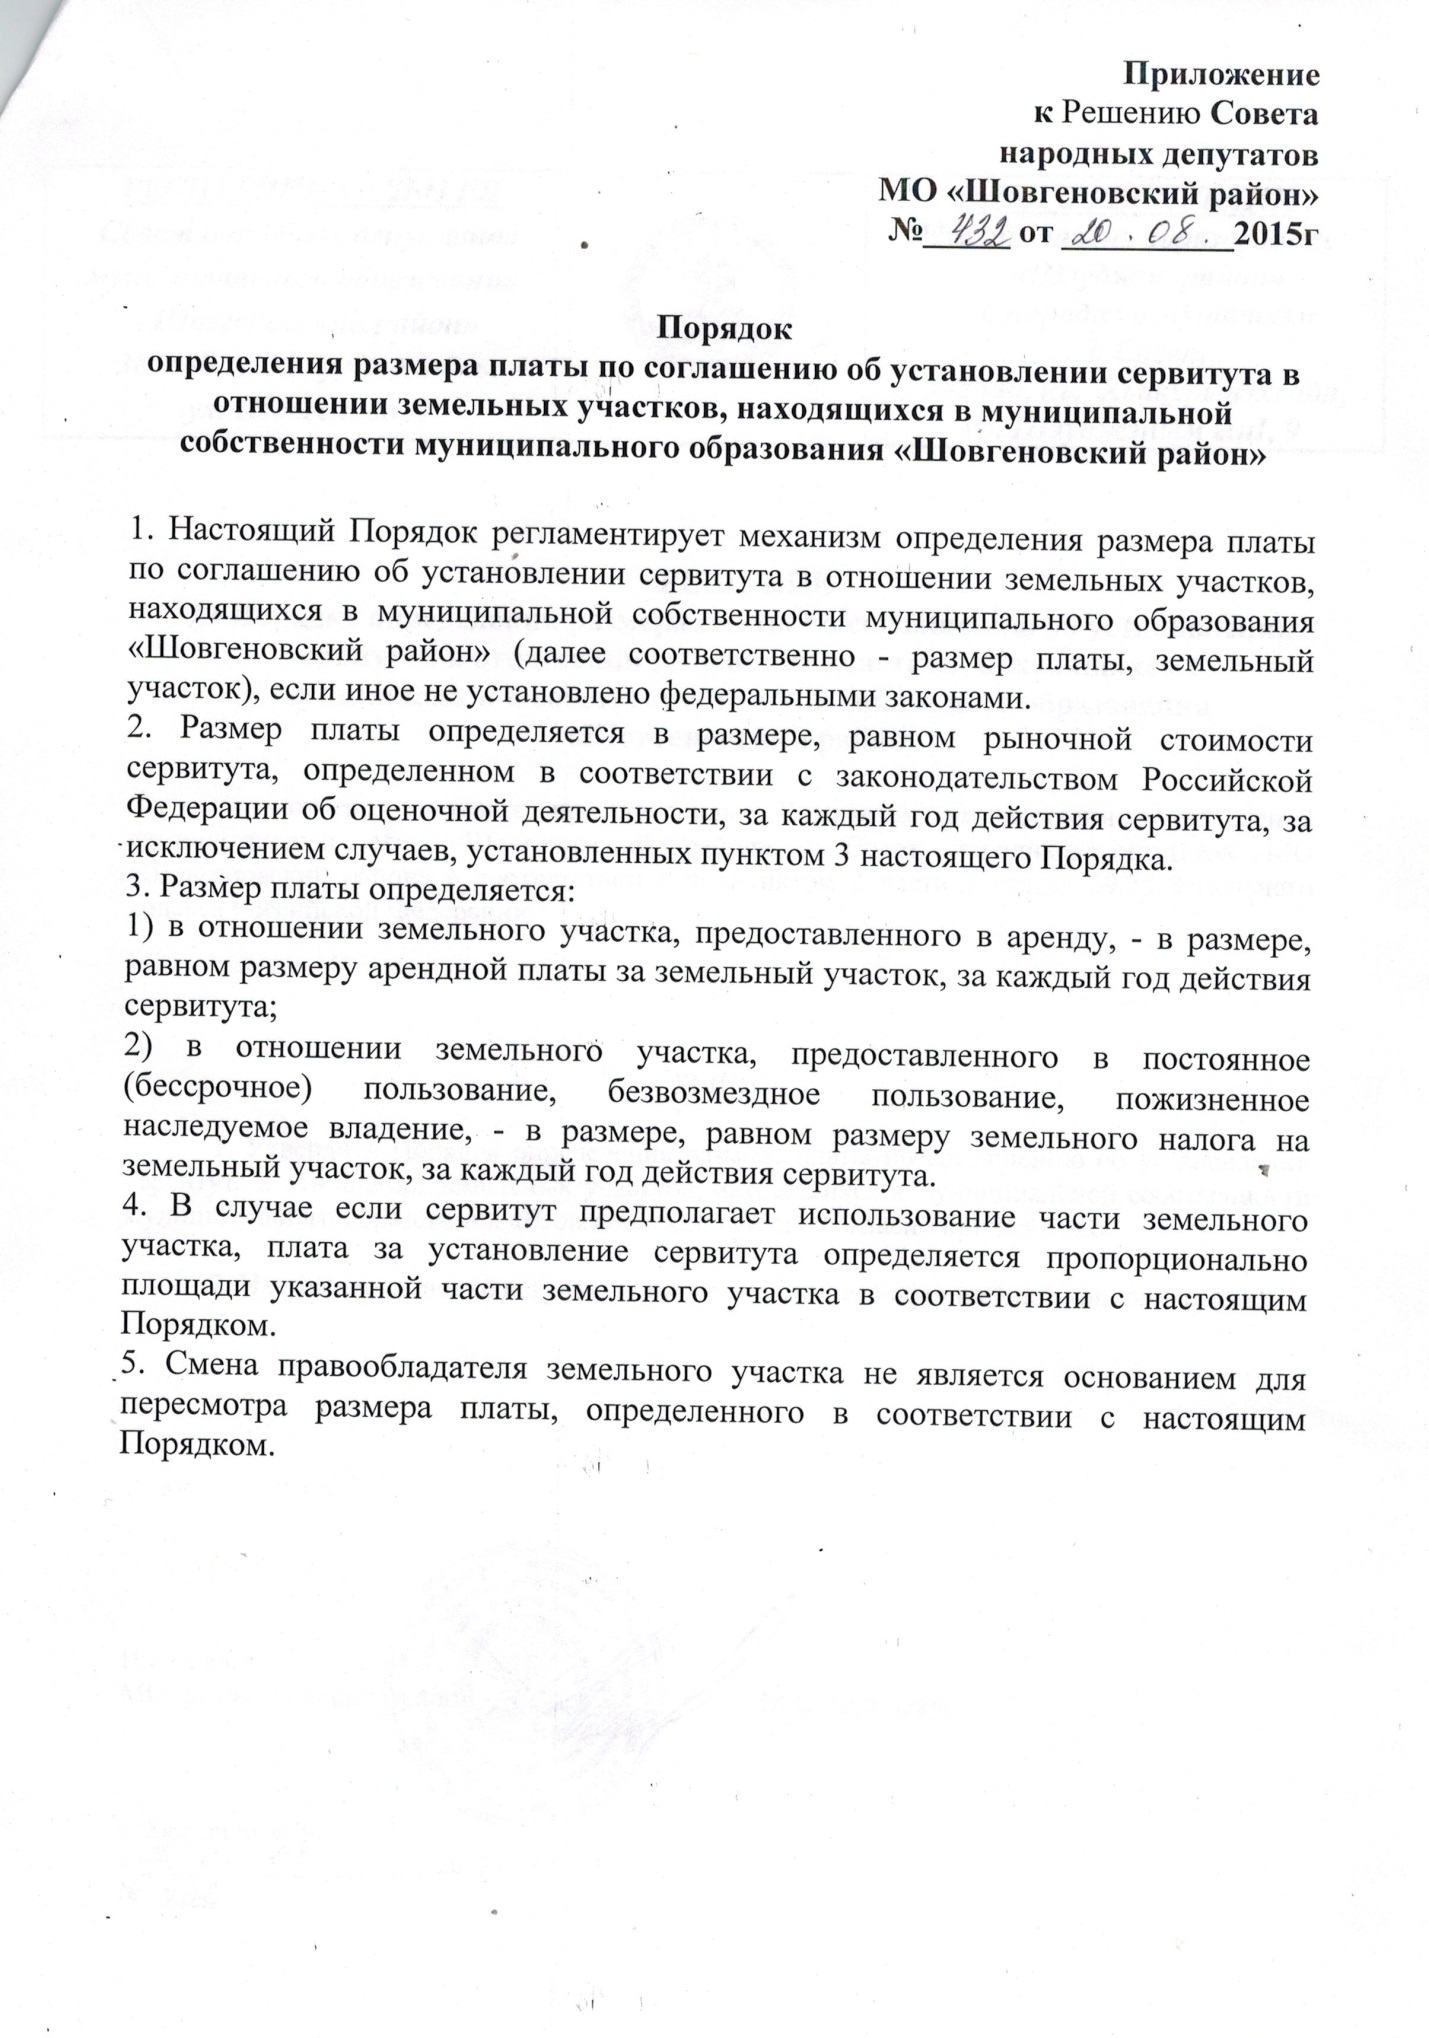 Приложение
к Решению Совета
народных депутатов
МО «Шовгеновский район»
№ 432 от 20.08.2015г
Порядок
определения размера платы по соглашению об установлении сервитута в
отношении земельных участков, находящихся в муниципальной
собственности муниципального образования «Шовгеновский район»
1. Настоящий Порядок регламентирует механизм определения размера платы
по соглашению об установлении сервитута в отношении земельных участков,
находящихся в муниципальной собственности муниципального образования
«Шовгеновский район» (далее соответственно - размер платы, земельный
участок), если иное не установлено федеральными законами.
2. Размер платы определяется в размере, равном рыночной стоимости
сервитута, определенном в соответствии с законодательством Российской
Федерации об оценочной деятельности, за каждый год действия сервитута, за
исключением случаев, установленных пунктом 3 настоящего Порядка.
3. Размер платы определяется:
1) в отношении земельного участка, предоставленного в аренду, - в размере,
равном размеру арендной платы за земельный участок, за каждый год действия
сервитута;
2) в отношении земельного участка, предоставленного в постоянное
(бессрочное) пользование, безвозмездное пользование, пожизненное
наследуемое владение, - в размере, равном размеру земельного налога на
земельный участок, за каждый год действия сервитута.
4. В случае если сервитут предполагает использование части земельного
участка, плата за установление сервитута определяется пропорционально
площади указанной части земельного участка в соответствии с настоящим
Порядком.
5. Смена правообладателя земельного участка не является основанием для
пересмотра размера платы, определенного в соответствии с настоящим
Порядком.